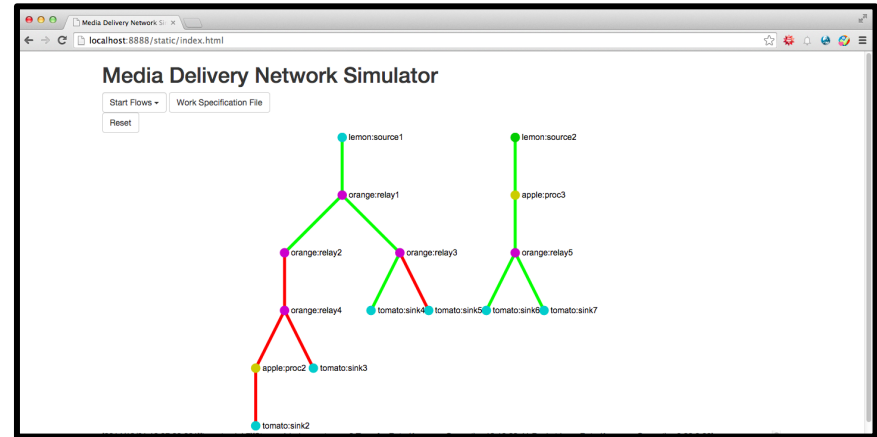 Media Delivery Network Si
localhost:8888/static/index.html
Media Delivery Network Simulator
Start Flows Work Specification File
Reset
lemon:source1 lemon:source2
orange:relay1 apple:proc3
orange:relay2 orange:relay3 orange:relay5
orange:relay4 tomato:sink4 tomato:sink5 tomato:sink6 tomato:sink7
apple:proc2 tomato:sink3
tomato:sink2